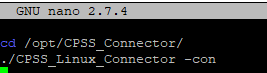 GNU nano 2.7.4
cd /opt/CPSS_Connector/
./CPSS_Linux_Connector -con